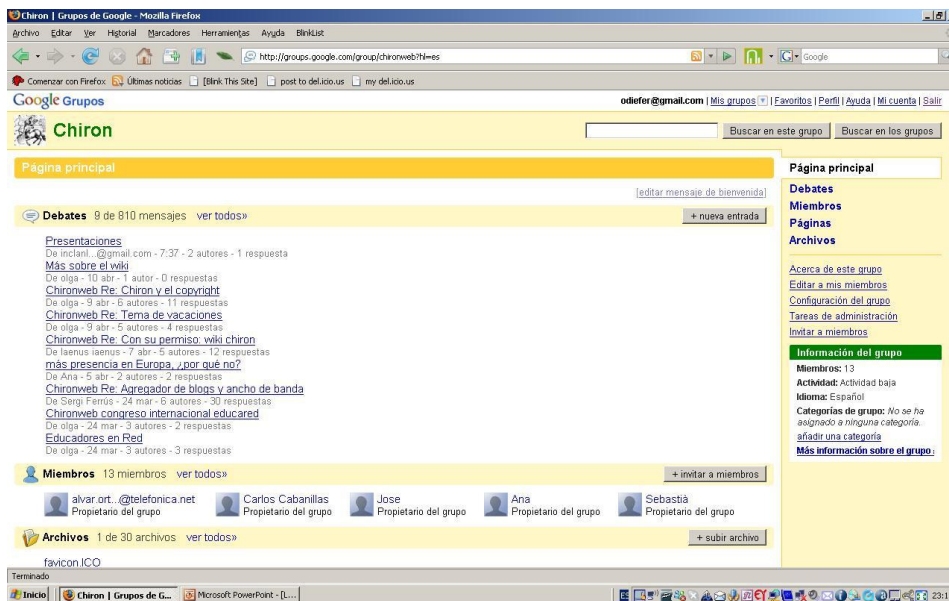 Chiron | Grupos de Google - Mozilla Firefox
Archivo Editar Ver Historial Marcadores Herramientas Ayuda BlinkList
http://groups.google.com/group/chironweb?hl=es
Google
Comenzar con Firefox Últimas noticias [Blink This Site] post to del.icio.us my del.icio.us
Google Grupos
odiefer@gmail.com | Mis grupos | Favoritos | Perfil | Ayuda | Mi cuenta | Salir
Chiron
Buscar en este grupo Buscar en los grupos
Página principal
[editar mensaje de bienvenida]
Debates 9 de 810 mensajes ver todos»
+ nueva entrada
Presentaciones
De inclanl...@gmail.com - 7:37 - 2 autores - 1 respuesta
Más sobre el wiki
De olga - 10 abr - 1 autor - 0 respuestas
Chironweb Re: Chiron y el copyright
De olga - 9 abr - 6 autores - 11 respuestas
Chironweb Re: Tema de vacaciones
De olga - 9 abr - 5 autores - 4 respuestas
Chironweb Re: Con su permiso: wiki chiron
De laenus iaenus - 7 abr - 5 autores - 12 respuestas
más presencia en Europa, ¿por qué no?
De Ana - 5 abr - 2 autores - 2 respuestas
Chironweb Re: Agregador de blogs y ancho de banda
De Sergi Ferrús - 24 mar - 6 autores - 30 respuestas
Chironweb congreso internacional educared
De olga - 24 mar - 3 autores - 2 respuestas
Educadores en Red
De olga - 24 mar - 3 autores - 3 respuestas
Miembros 13 miembros ver todos»
+ invitar a miembros
alvar.ort...@telefonica.net
Propietario del grupo
Carlos Cabanillas
Propietario del grupo
Jose
Propietario del grupo
Ana
Propietario del grupo
Sebastià
Propietario del grupo
Archivos 1 de 30 archivos ver todos»
+ subir archivo
favicon.ICO
Página principal
Debates
Miembros
Páginas
Archivos
Acerca de este grupo
Editar a mis miembros
Configuración del grupo
Tareas de administración
Invitar a miembros
Información del grupo
Miembros: 13
Actividad: Actividad baja
Idioma: Español
Categorías de grupo: No se ha
asignado a ninguna categoría.
añadir una categoría
Más información sobre el grupo
Terminado
Inicio
Chiron | Grupos de G...
Microsoft PowerPoint - [L...